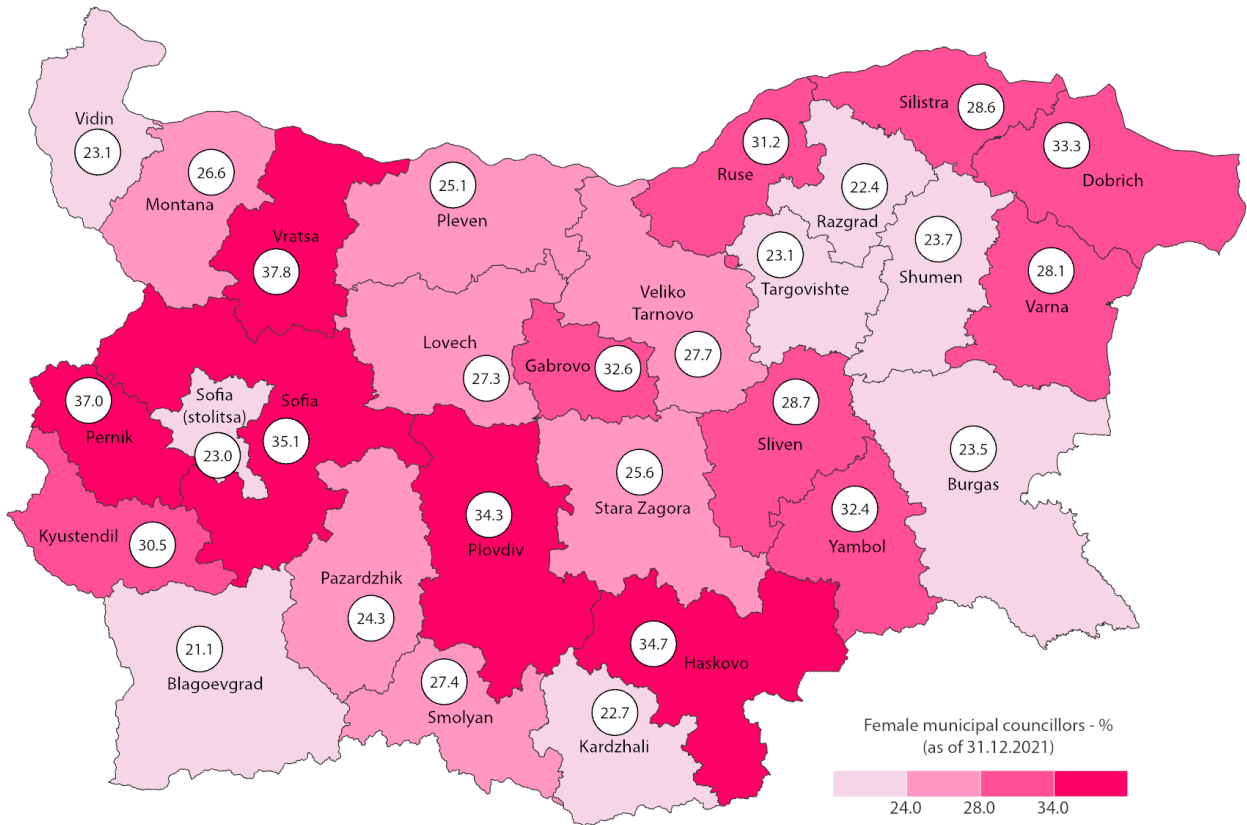 Vidin
23.1
26.6
Montana
Vratsa
37.8
25.1
Pleven
31.2
Ruse
Silistra
28.6
33.3
Dobrich
22.4
Razgrad
23.1
Targovishte
23.7
Shumen
28.1
Varna
Veliko
Tarnovo
27.7
Lovech
27.3
Gabrovo
32.6
37.0
Pernik
Sofia
(stolitsa)
23.0
Sofia
35.1
28.7
Sliven
23.5
Burgas
25.6
Stara Zagora
34.3
Plovdiv
32.4
Yambol
Kyustendil
30.5
Pazardzhik
24.3
21.1
Blagoevgrad
27.4
Smolyan
34.7
Haskovo
22.7
Kardzhali
Female municipal councillors - %
(as of 31.12.2021)
24.0
28.0
34.0